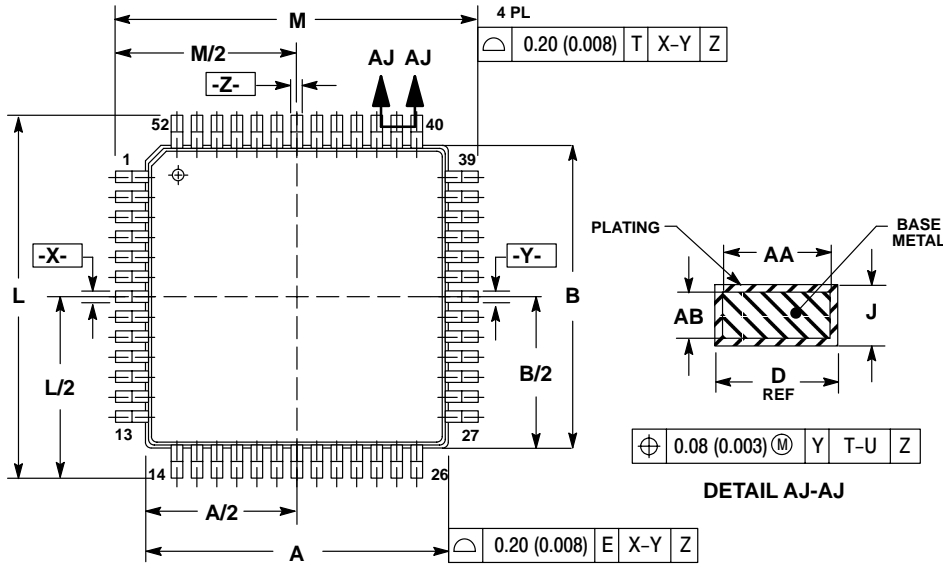 M
4 PL
⌓ 0.20 (0.008) T X–Y Z
M/2
AJ AJ
-Z-
52
40
1
39
PLATING
BASE METAL
AA
-X-
-Y-
L
B
AB
J
L/2
B/2
D
REF
13
27
⌖ 0.08 (0.003) Ⓜ Y T–U Z
14
26
DETAIL AJ-AJ
A/2
⌓ 0.20 (0.008) E X–Y Z
A